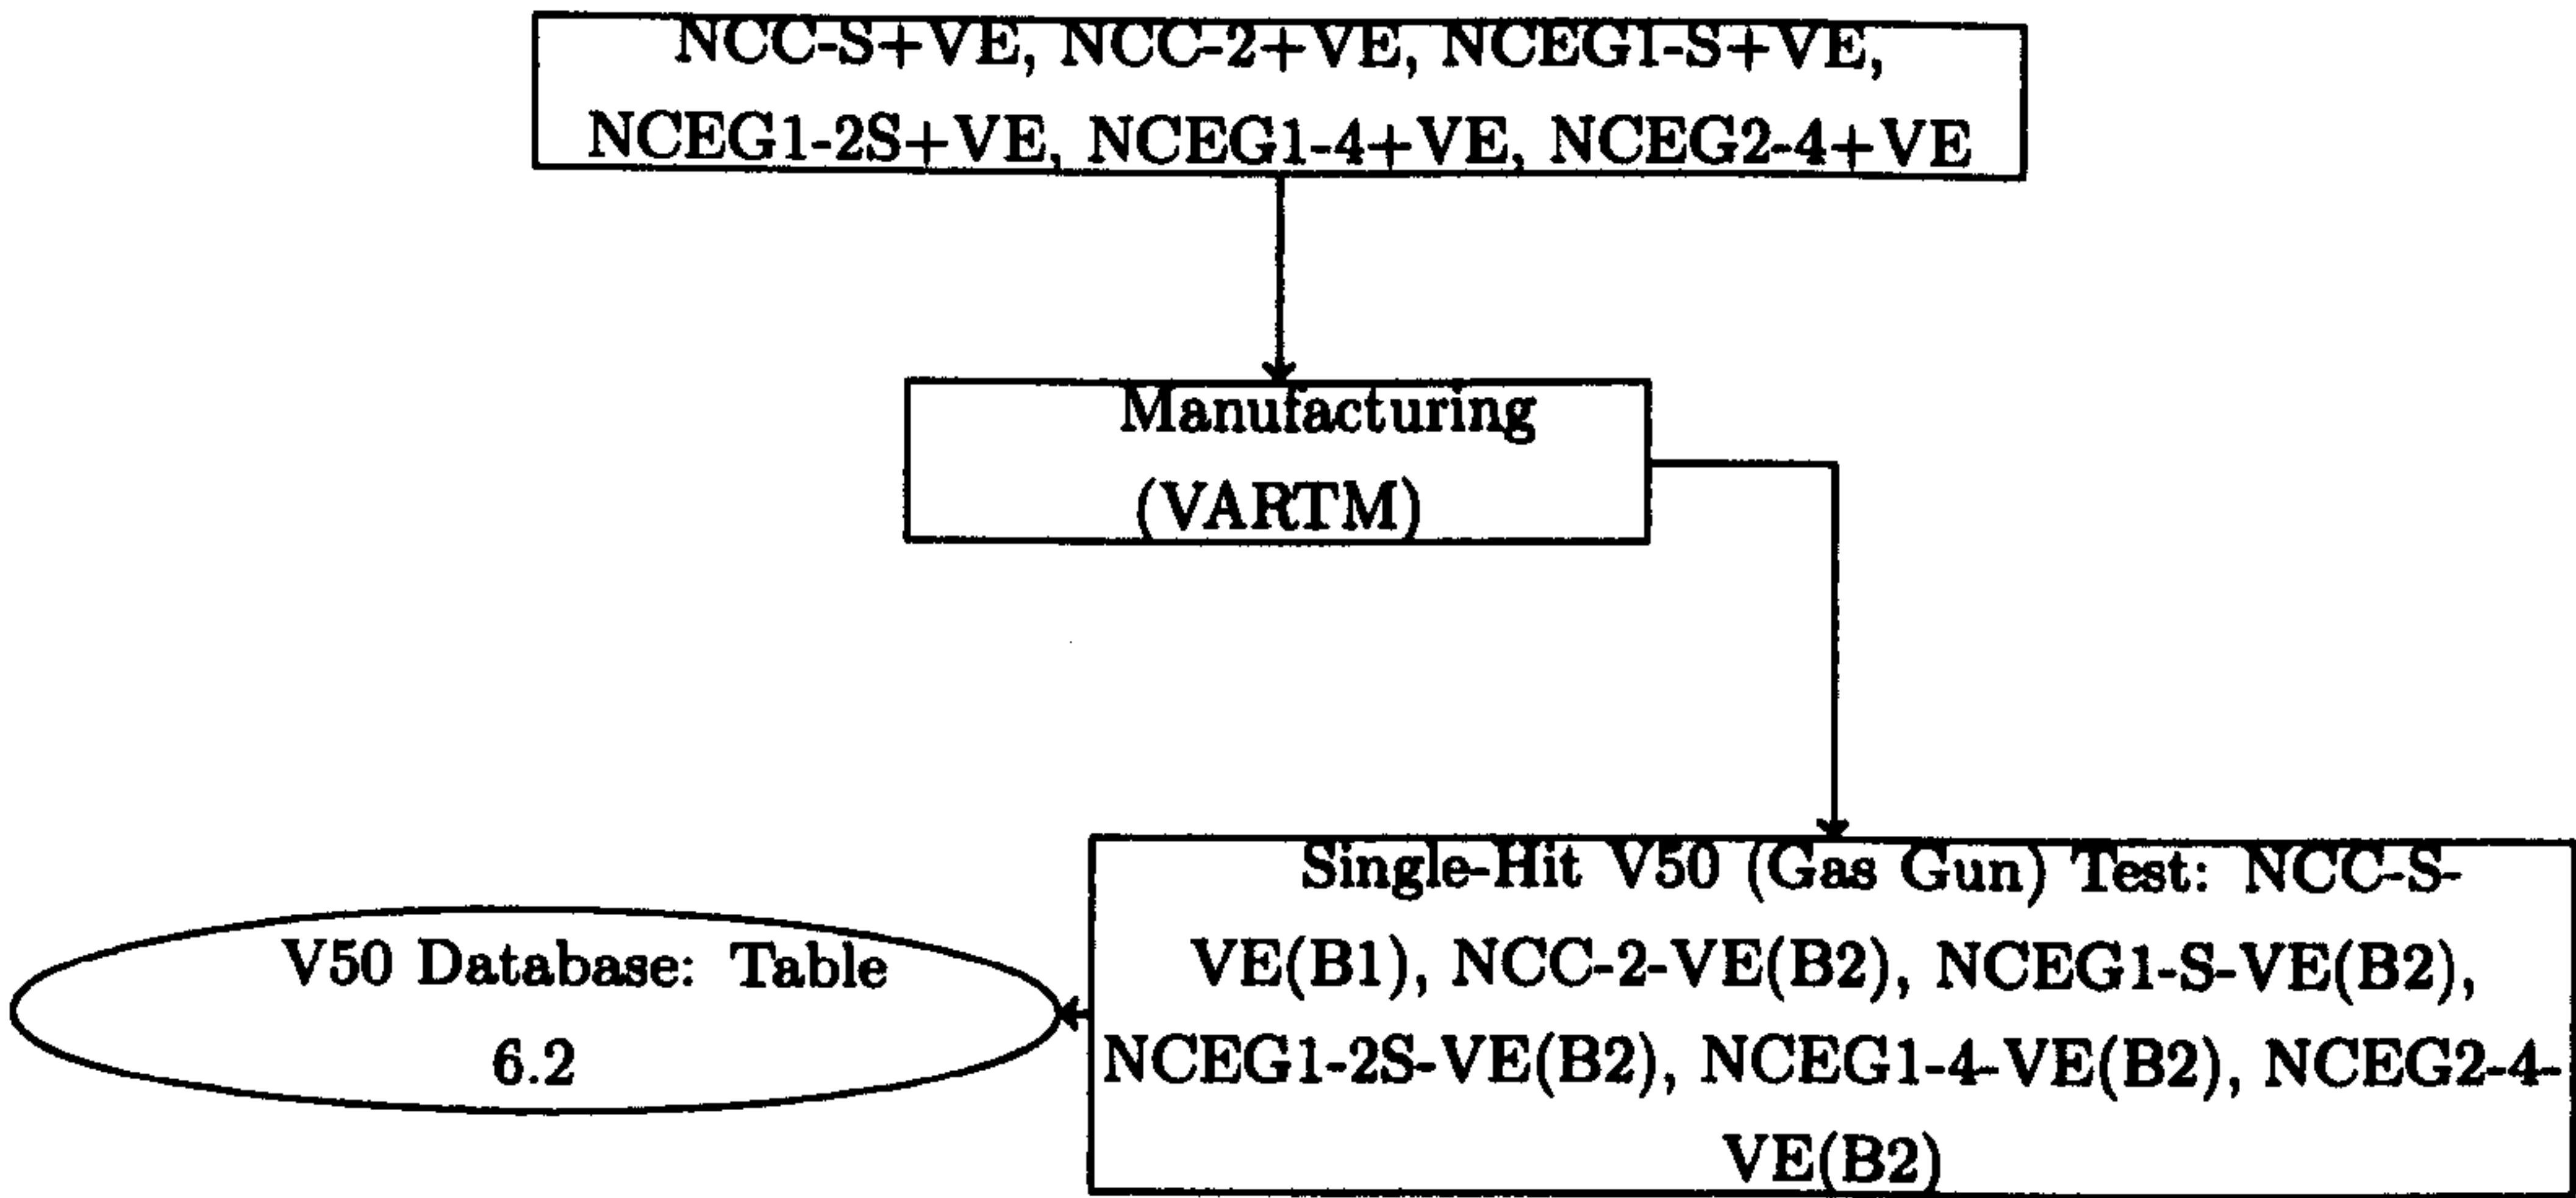 NCC-S+VE, NCC-2+VE, NCEG1-S+VE,
NCEG1-2S+VE, NCEG1-4+VE, NCEG2-4+VE
Manufacturing
(VARTM)
Single-Hit V50 (Gas Gun) Test: NCC-S-
VE(B1), NCC-2-VE(B2), NCEG1-S-VE(B2),
NCEG1-2S-VE(B2), NCEG1-4-VE(B2), NCEG2-4-
VE(B2)
V50 Database: Table
6.2